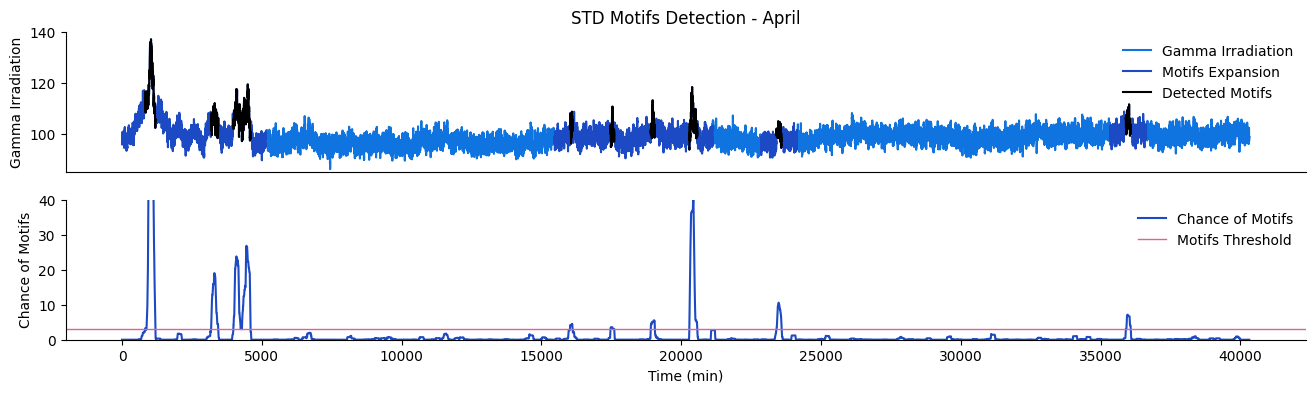 STD Motifs Detection - April
Gamma Irradiation
140
120
100
Gamma Irradiation
Motifs Expansion
Detected Motifs
Chance of Motifs
40
30
20
10
0
Chance of Motifs
Motifs Threshold
0 5000 10000 15000 20000 25000 30000 35000 40000
Time (min)